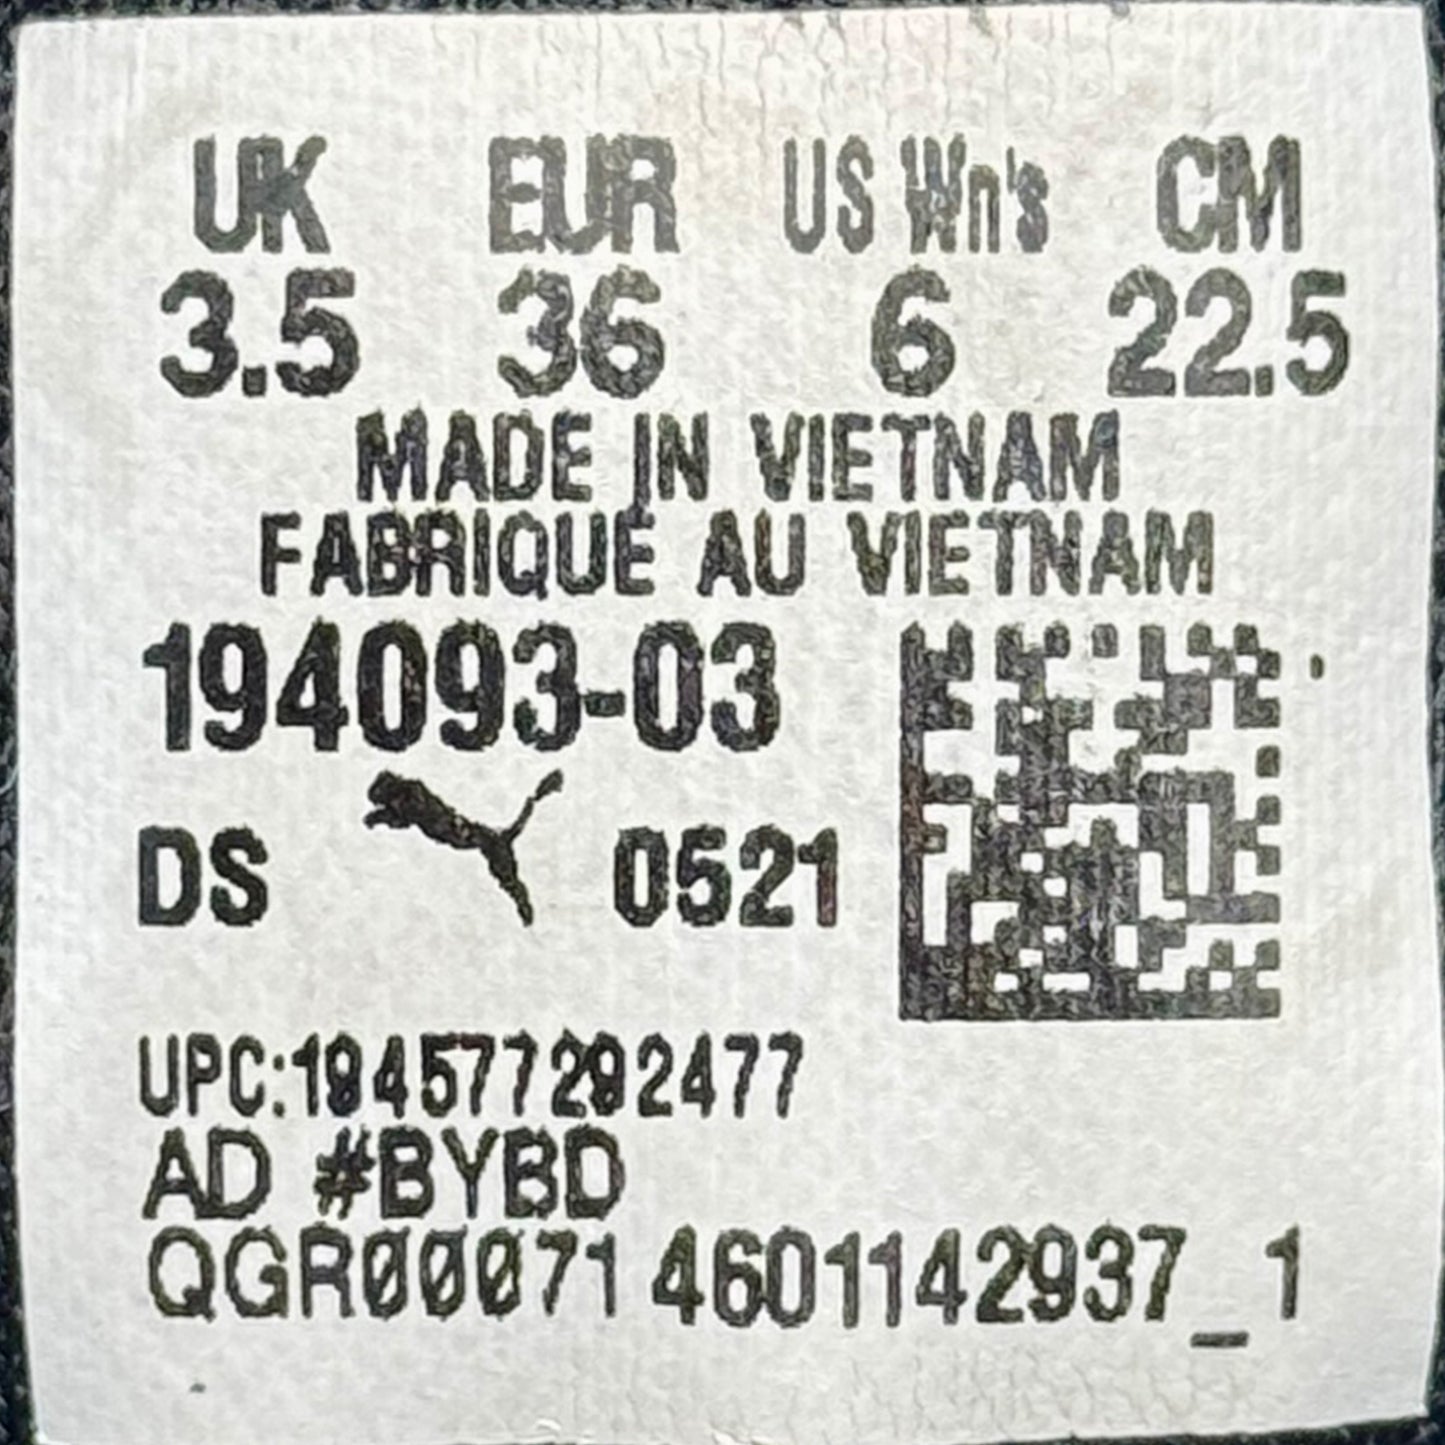 UK EUR US Wn's CM
3.5 36 6 22.5
MADE IN VIETNAM
FABRIQUÉ AU VIETNAM
194093-03
DS 0521
UPC:194577292477
AD #BYBD
QGR00071 4601142937_1